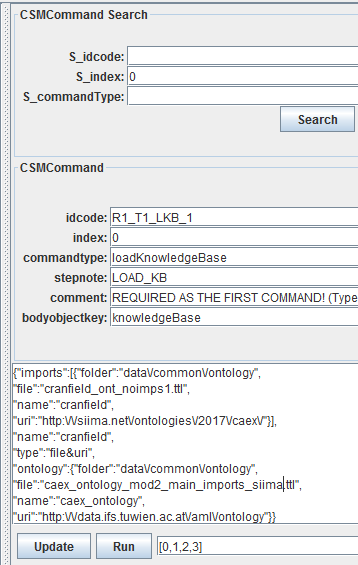 CSMCommand Search
S_idcode:
S_index: 0
S_commandType:
Search
CSMCommand
idcode: R1_T1_LKB_1
index: 0
commandtype: loadKnowledgeBase
stepnote: LOAD_KB
comment: REQUIRED AS THE FIRST COMMAND! (Type
bodyobjectkey: knowledgeBase
{"imports":[{"folder":"data\/common\/ontology",
"file":"cranfield_ont_noimps1.ttl",
"name":"cranfield",
"uri":"http:\/\/siima.net\/ontologies\/2017\/caex\/"}],
"name":"cranfield",
"type":"file&uri",
"ontology":{"folder":"data\/common\/ontology",
"file":"caex_ontology_mod2_main_imports_siima.ttl",
"name":"caex_ontology",
"uri":"http:\/\/data.ifs.tuwien.ac.at\/aml\/ontology"}}
Update Run [0,1,2,3]